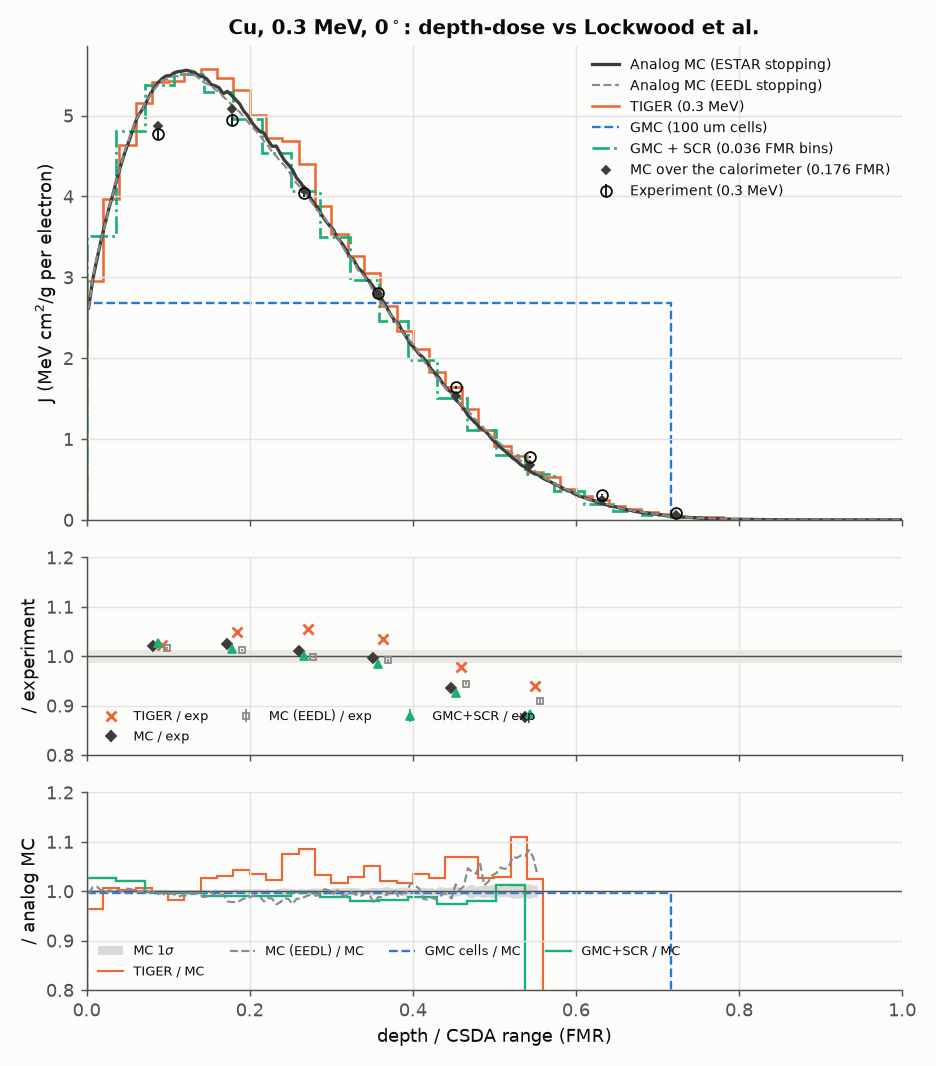 Cu, 0.3 MeV, 0°: depth-dose vs Lockwood et al.
Analog MC (ESTAR stopping)
Analog MC (EEDL stopping)
TIGER (0.3 MeV)
GMC (100 um cells)
GMC + SCR (0.036 FMR bins)
MC over the calorimeter (0.176 FMR)
Experiment (0.3 MeV)
J (MeV cm²/g per electron)
5
4
3
2
1
0
/ experiment
1.2
1.1
1.0
0.9
0.8
TIGER / exp
MC (EEDL) / exp
GMC+SCR / exp
MC / exp
/ analog MC
1.2
1.1
1.0
0.9
0.8
MC 1σ
MC (EEDL) / MC
GMC cells / MC
GMC+SCR / MC
TIGER / MC
0.0 0.2 0.4 0.6 0.8 1.0
depth / CSDA range (FMR)